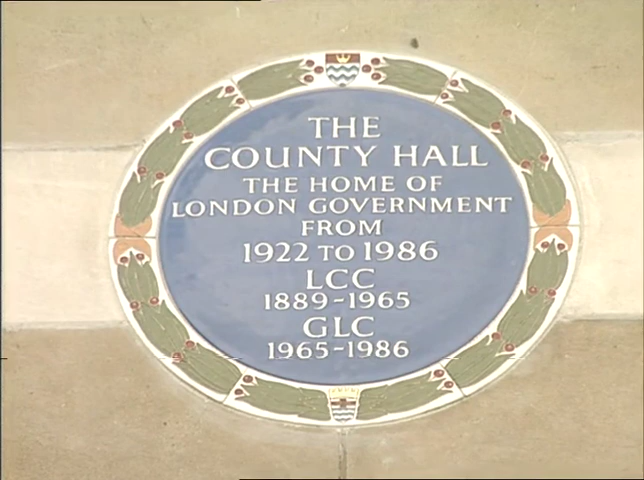 THE
COUNTY HALL
THE HOME OF
LONDON GOVERNMENT
FROM
1922 TO 1986
LCC
1889-1965
GLC
1965-1986